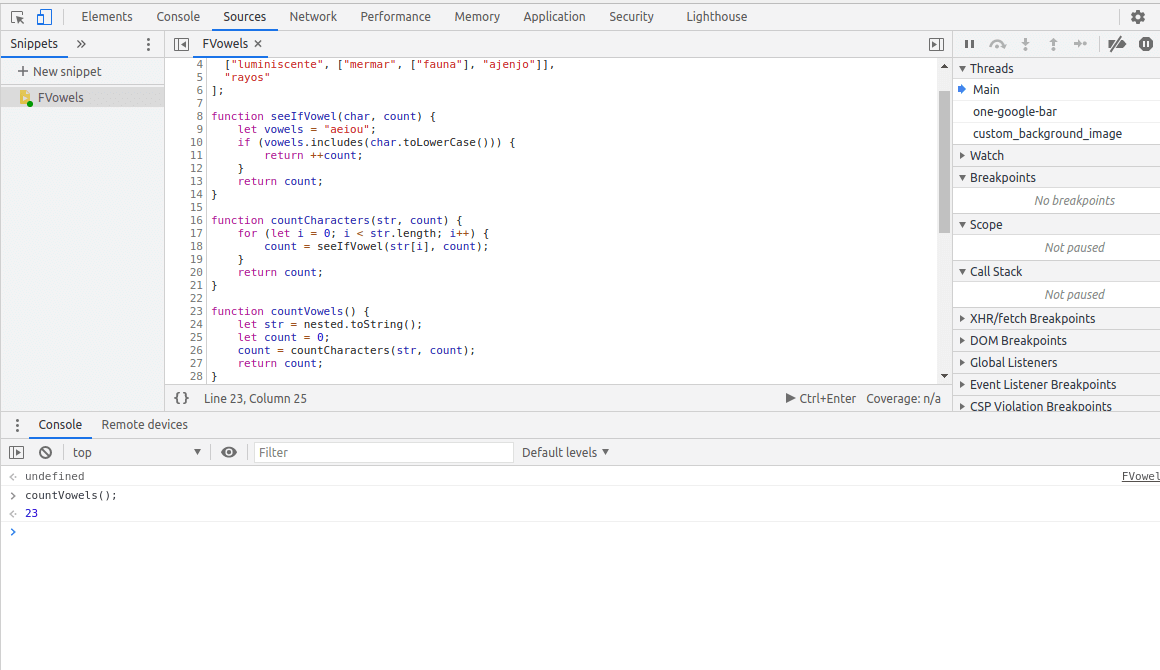 Elements Console Sources Network Performance Memory Application Security Lighthouse
Snippets »
FVowels ×
+ New snippet
FVowels
4 ["luminiscente", ["mermar", ["fauna"], "ajenjo"]],
5 "rayos"
6 ];
7
8 function seeIfVowel(char, count) {
9 let vowels = "aeiou";
10 if (vowels.includes(char.toLowerCase())) {
11 return ++count;
12 }
13 return count;
14 }
15
16 function countCharacters(str, count) {
17 for (let i = 0; i < str.length; i++) {
18 count = seeIfVowel(str[i], count);
19 }
20 return count;
21 }
22
23 function countVowels() {
24 let str = nested.toString();
25 let count = 0;
26 count = countCharacters(str, count);
27 return count;
28 }
{} Line 23, Column 25 Ctrl+Enter Coverage: n/a
Threads
Main
one-google-bar
custom_background_image
Watch
Breakpoints
No breakpoints
Scope
Not paused
Call Stack
Not paused
XHR/fetch Breakpoints
DOM Breakpoints
Global Listeners
Event Listener Breakpoints
CSP Violation Breakpoints
Console Remote devices
top Filter Default levels
undefined FVowel
> countVowels();
23
>